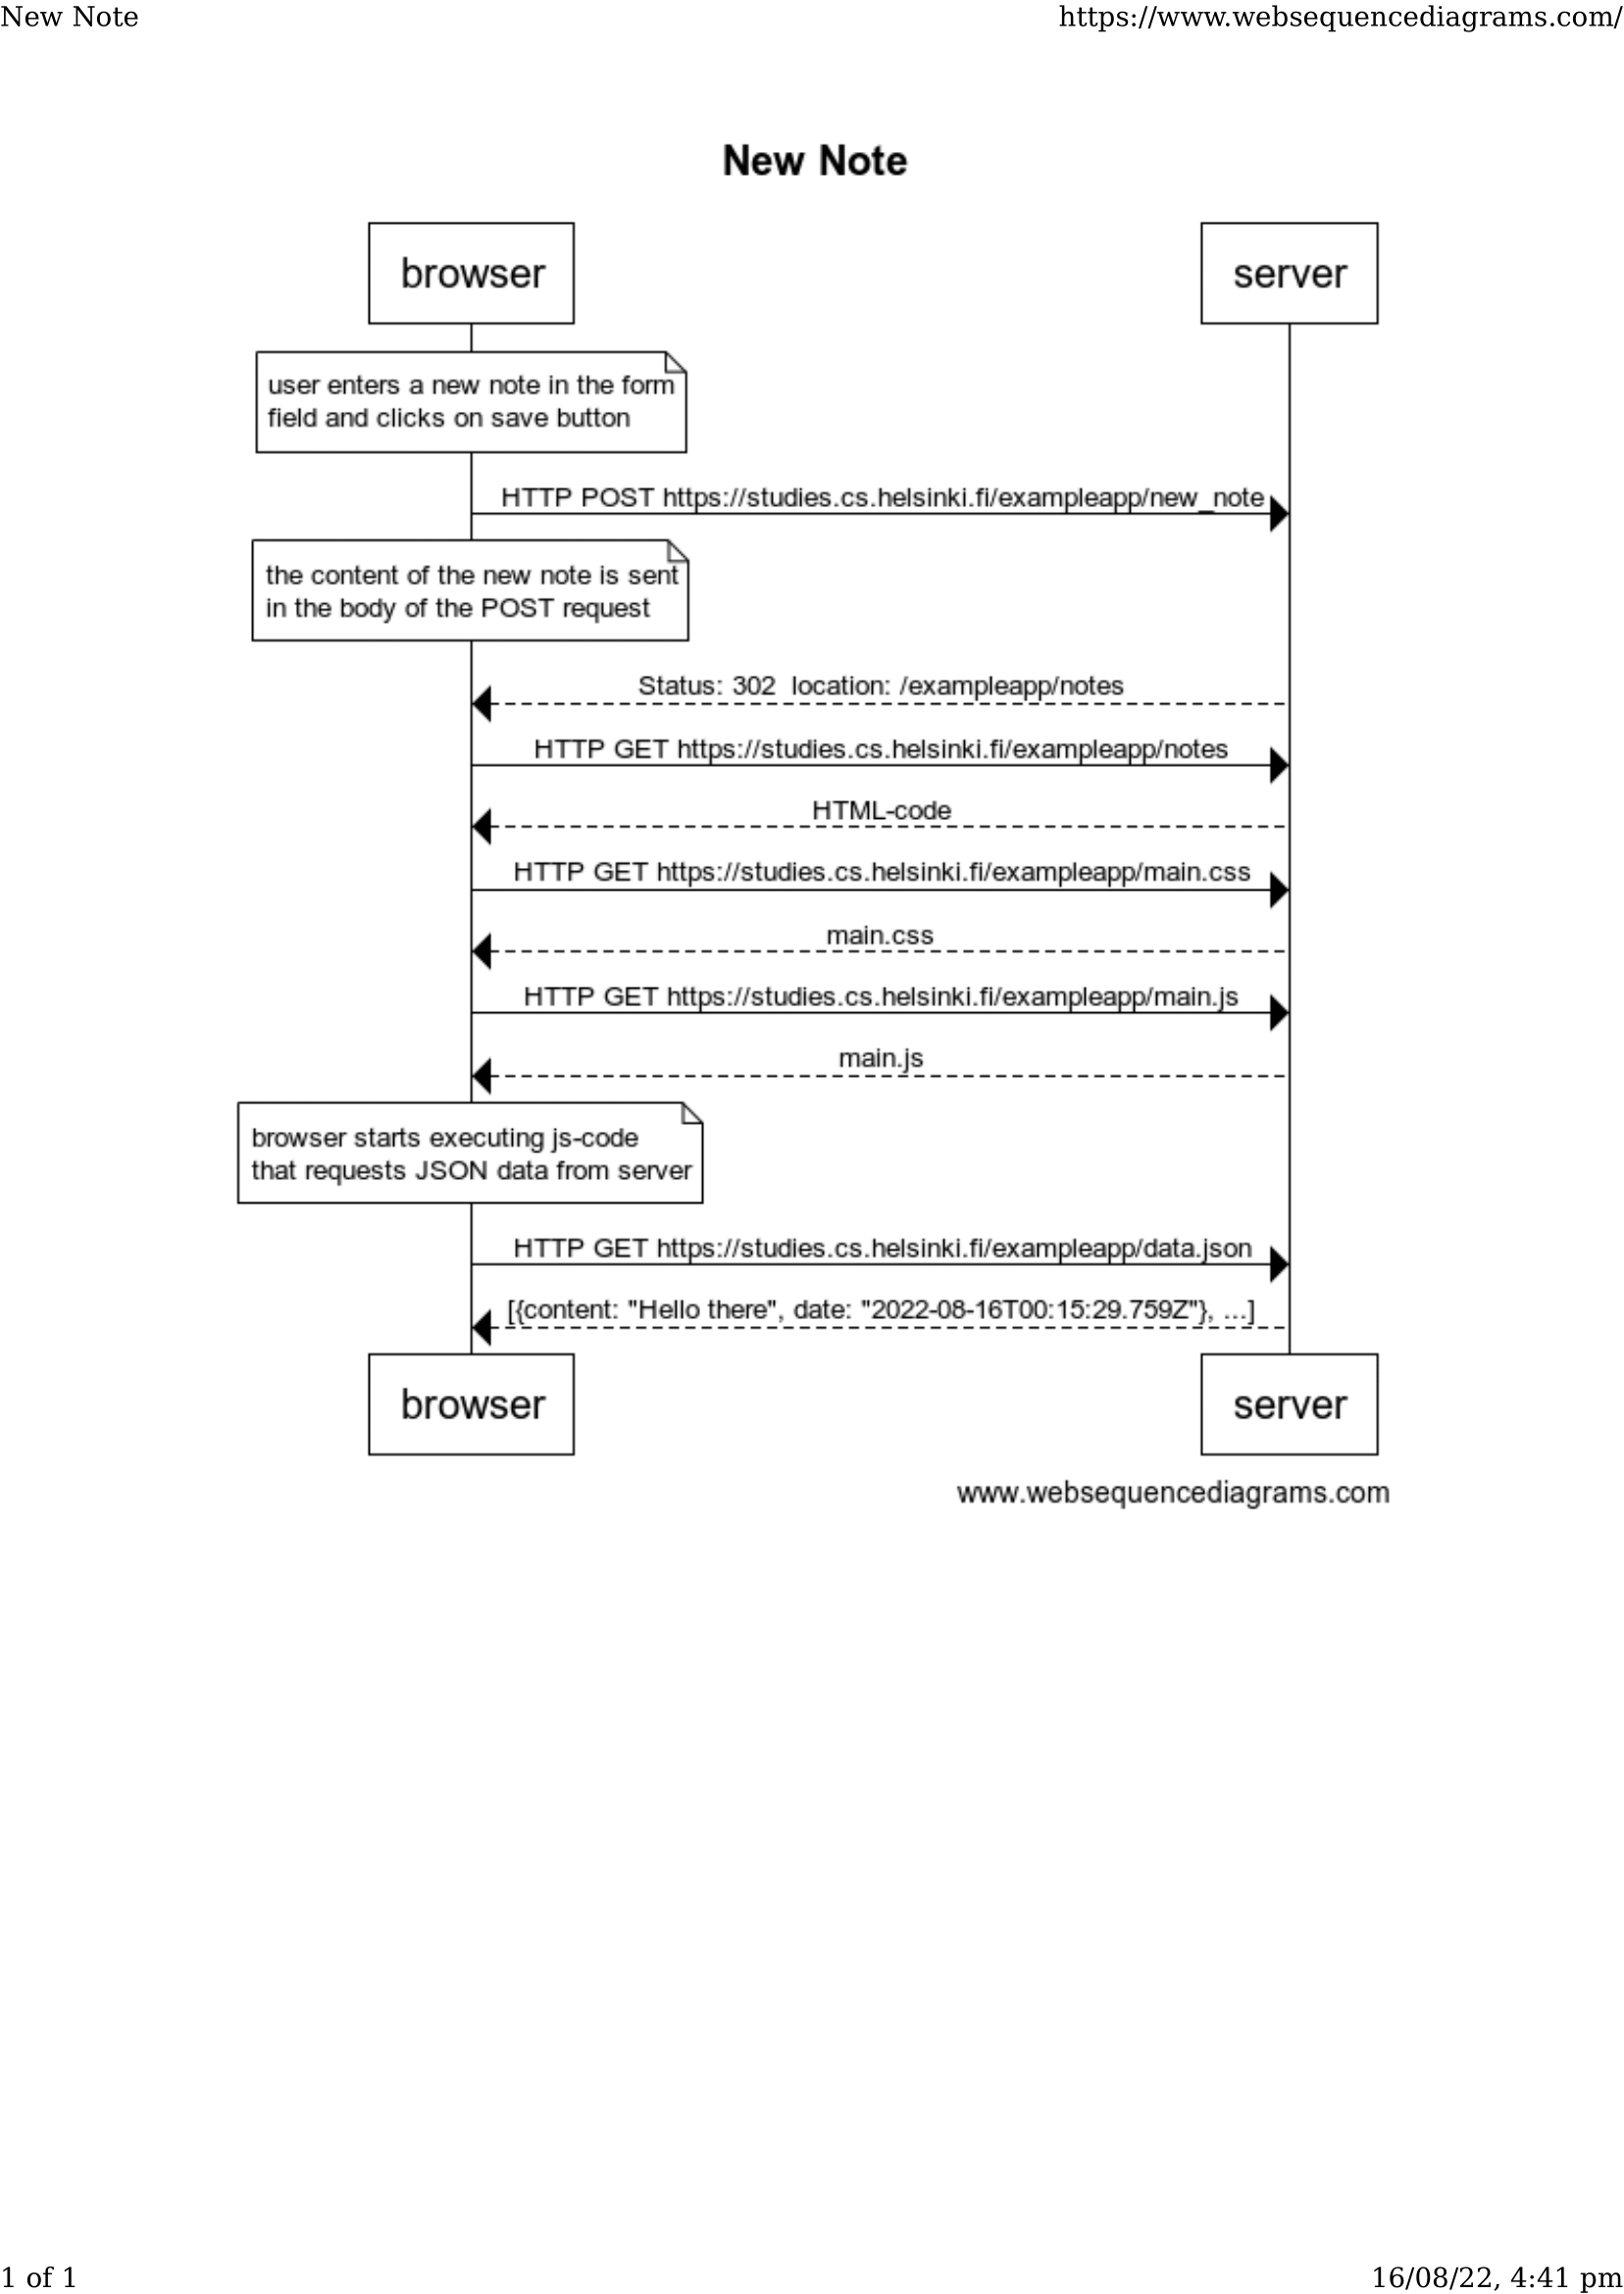 New Note
https://www.websequencediagrams.com/
New Note
browser
server
user enters a new note in the form
field and clicks on save button
HTTP POST https://studies.cs.helsinki.fi/exampleapp/new_note
the content of the new note is sent
in the body of the POST request
Status: 302  location: /exampleapp/notes
HTTP GET https://studies.cs.helsinki.fi/exampleapp/notes
HTML-code
HTTP GET https://studies.cs.helsinki.fi/exampleapp/main.css
main.css
HTTP GET https://studies.cs.helsinki.fi/exampleapp/main.js
main.js
browser starts executing js-code
that requests JSON data from server
HTTP GET https://studies.cs.helsinki.fi/exampleapp/data.json
[{content: "Hello there", date: "2022-08-16T00:15:29.759Z"}, ...]
browser
server
www.websequencediagrams.com
1 of 1
16/08/22, 4:41 pm